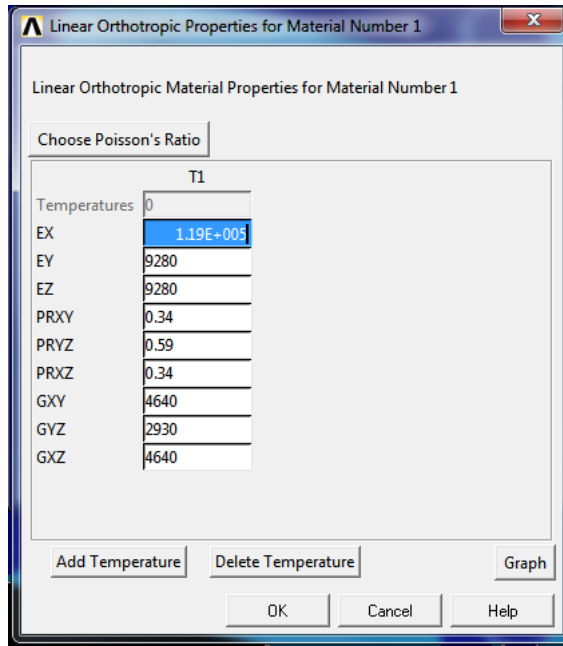 Linear Orthotropic Properties for Material Number 1
Linear Orthotropic Material Properties for Material Number 1
Choose Poisson's Ratio
T1
Temperatures 0
EX 1.19E+005
EY 9280
EZ 9280
PRXY 0.34
PRYZ 0.59
PRXZ 0.34
GXY 4640
GYZ 2930
GXZ 4640
Add Temperature Delete Temperature Graph
OK Cancel Help